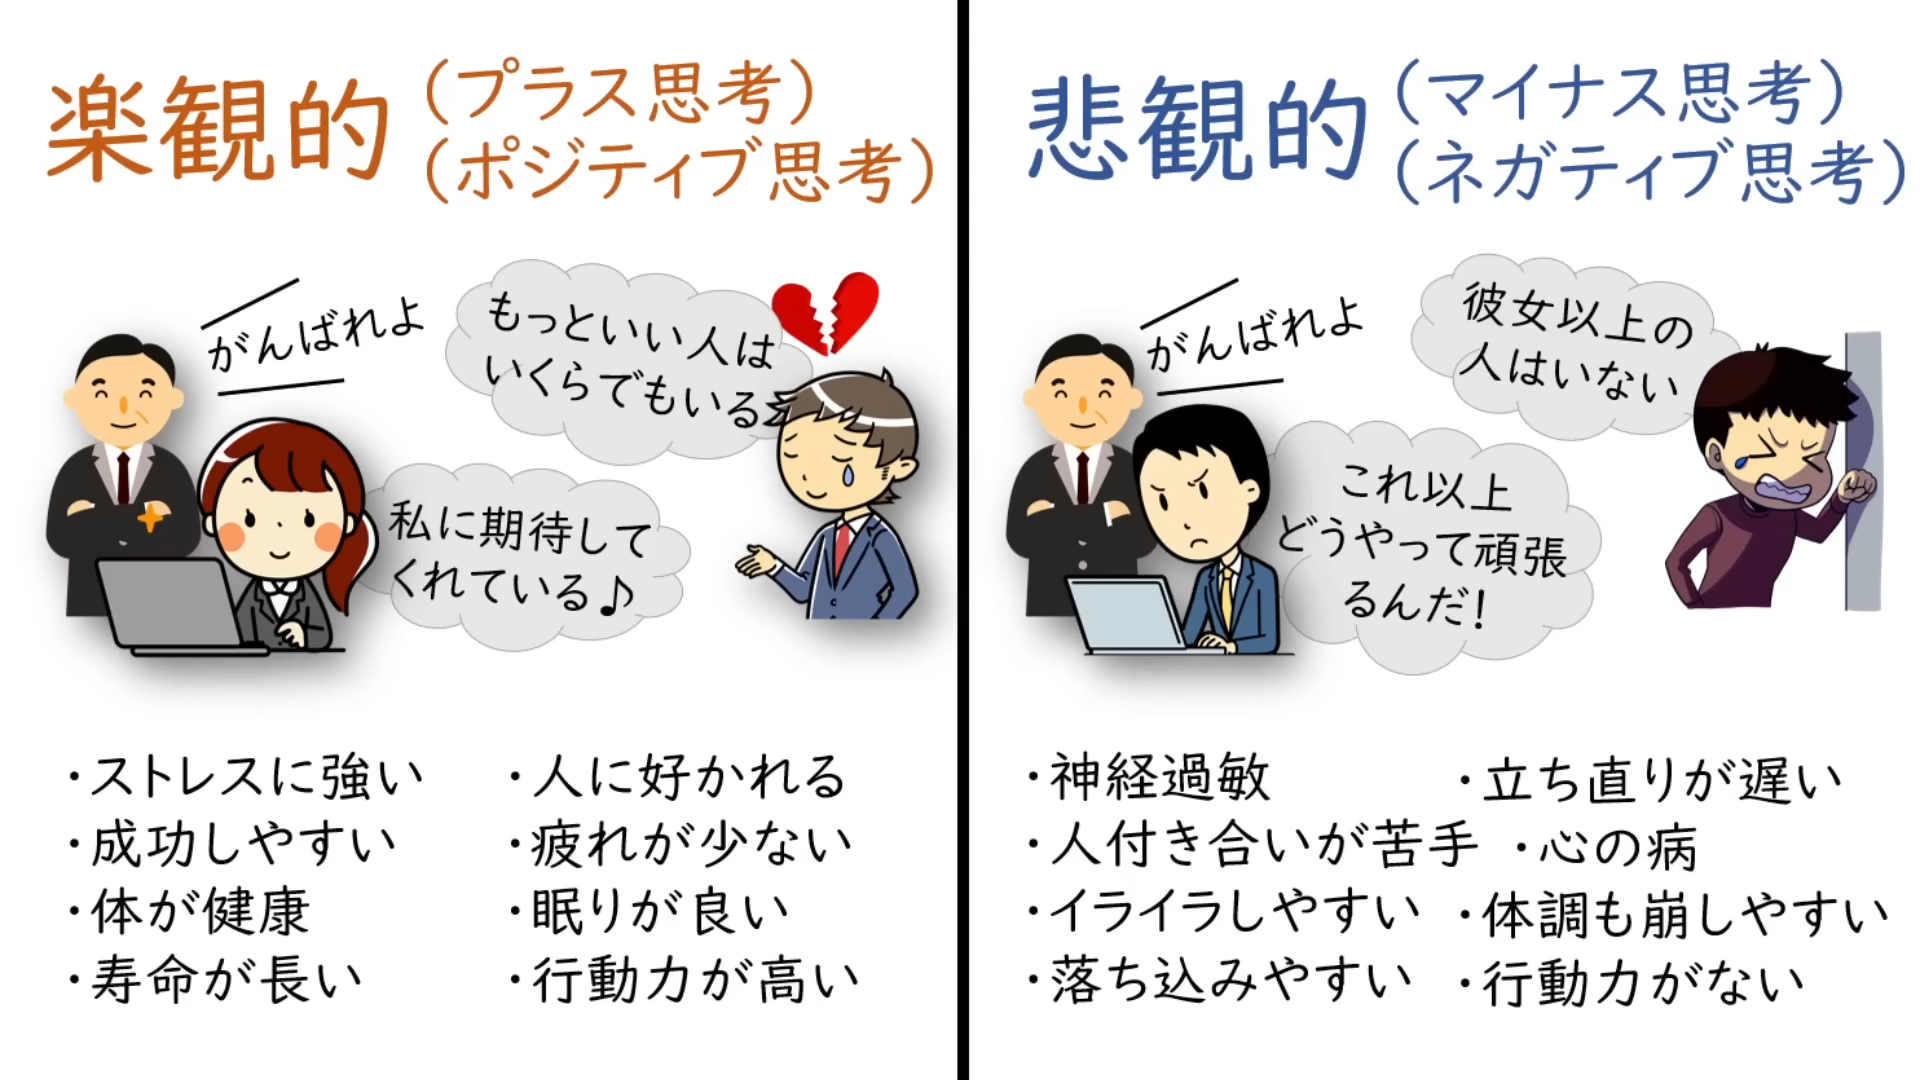 楽観的
（プラス思考）
（ポジティブ思考）
がんばれよ
もっといい人は
いくらでもいる
私に期待して
くれている♪
・ストレスに強い
・成功しやすい
・体が健康
・寿命が長い
・人に好かれる
・疲れが少ない
・眠りが良い
・行動力が高い
悲観的
（マイナス思考）
（ネガティブ思考）
がんばれよ
彼女以上の
人はいない
これ以上
どうやって頑張
るんだ！
・神経過敏
・人付き合いが苦手
・イライラしやすい
・落ち込みやすい
・立ち直りが遅い
・心の病
・体調も崩しやすい
・行動力がない